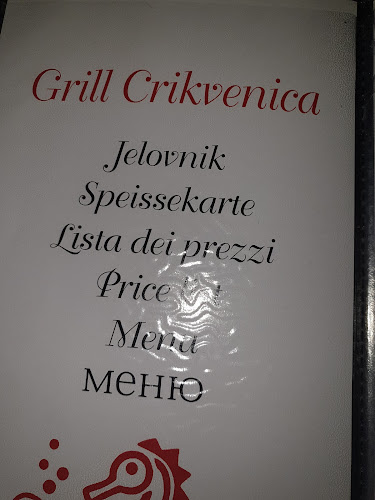 Grill Crikvenica
Jelovnik
Speissekarte
Lista dei prezzi
Price
Menu
меню